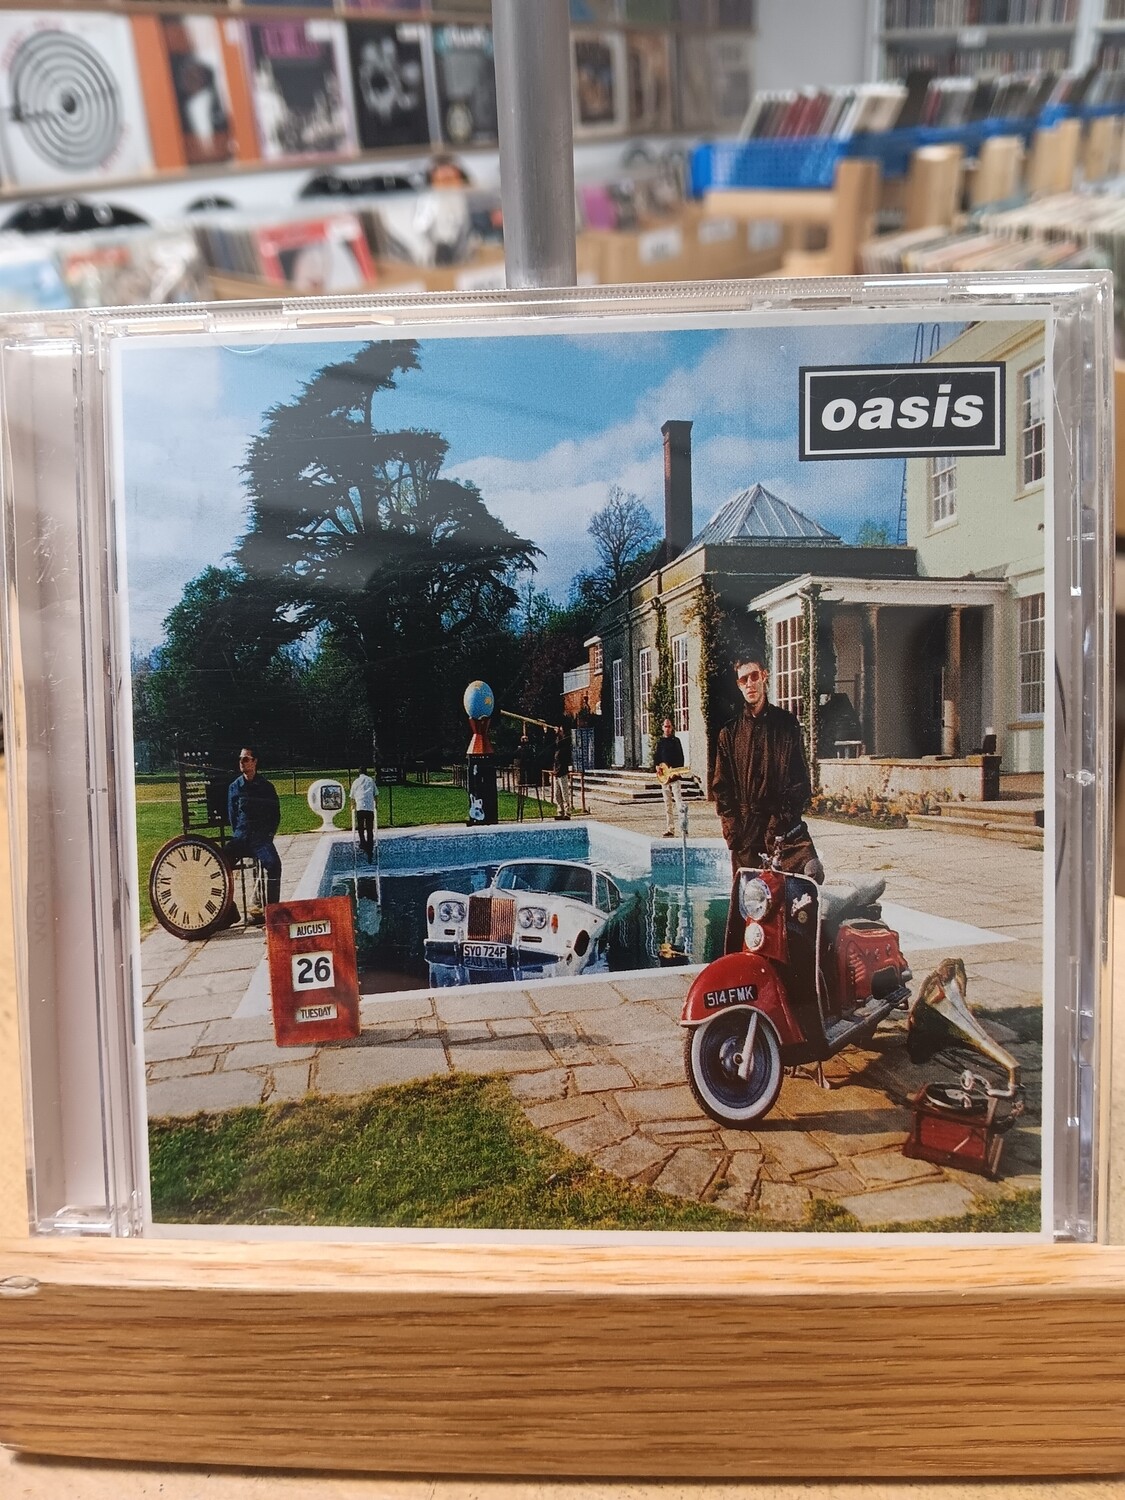 oasis
AUGUST
26
TUESDAY
SYO 724F
514 FMK